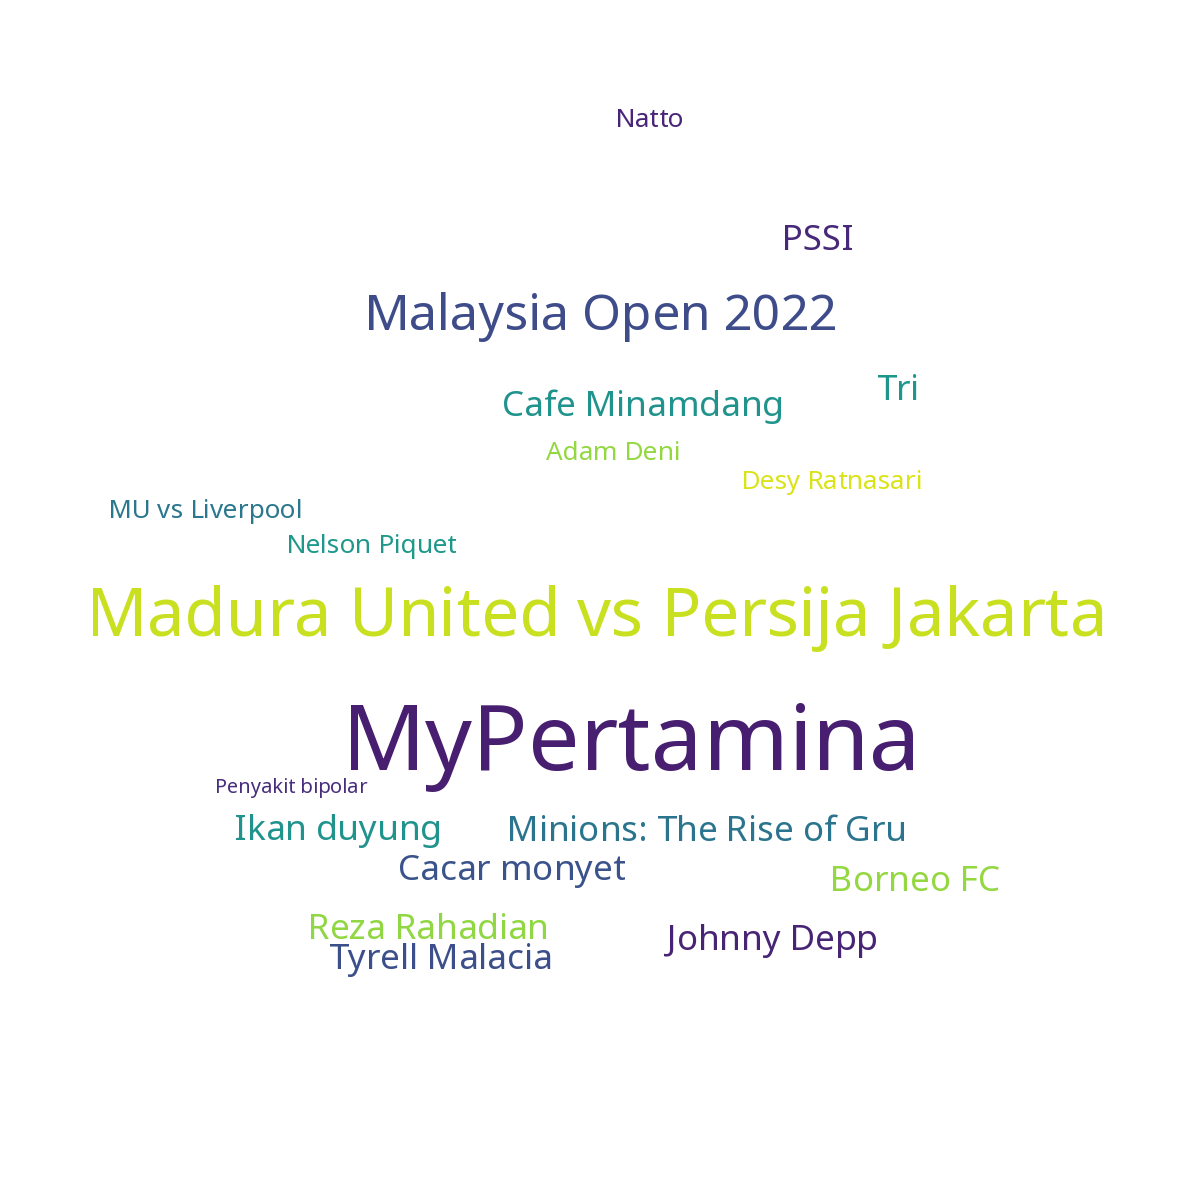 Natto
PSSI
Malaysia Open 2022
Tri
Cafe Minamdang
Adam Deni
Desy Ratnasari
MU vs Liverpool
Nelson Piquet
Madura United vs Persija Jakarta
MyPertamina
Penyakit bipolar
Ikan duyung
Minions: The Rise of Gru
Cacar monyet
Borneo FC
Reza Rahadian
Johnny Depp
Tyrell Malacia